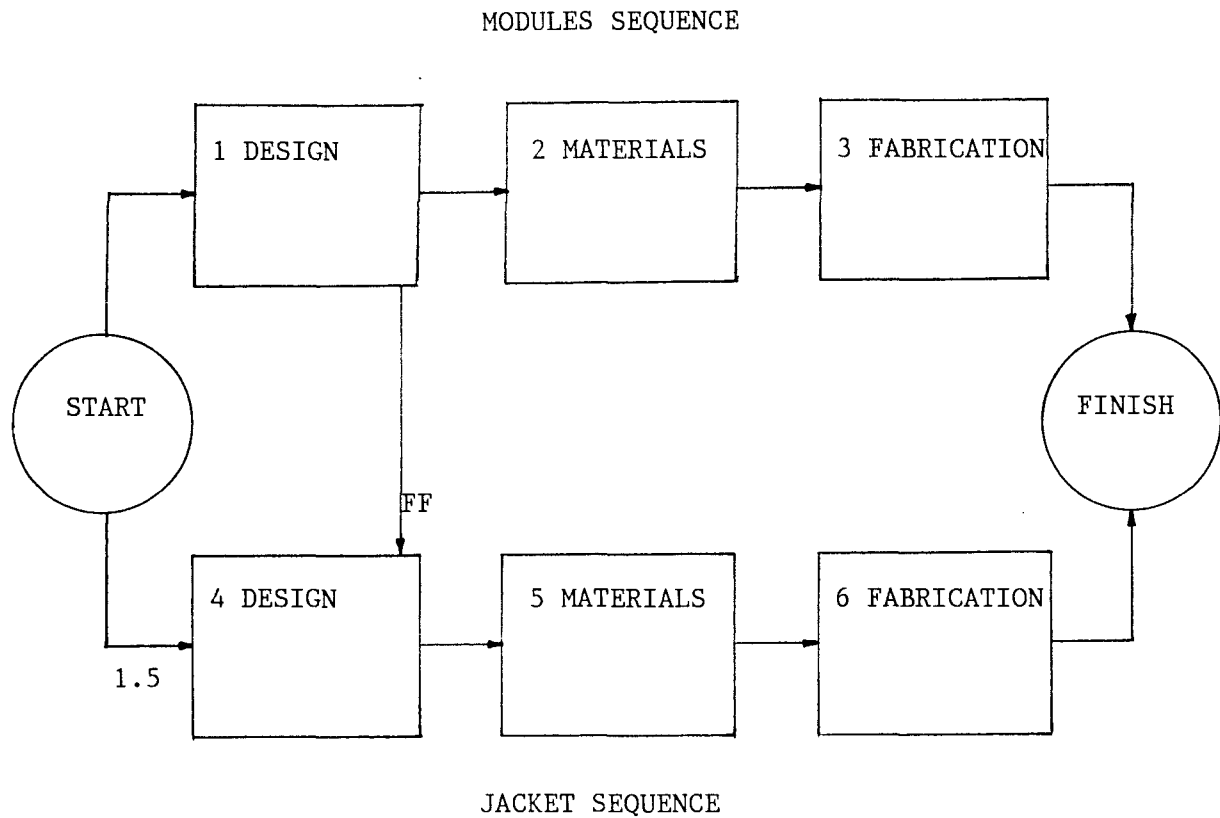 MODULES SEQUENCE
1 DESIGN
2 MATERIALS
3 FABRICATION
START
FINISH
FF
4 DESIGN
5 MATERIALS
6 FABRICATION
1.5
JACKET SEQUENCE